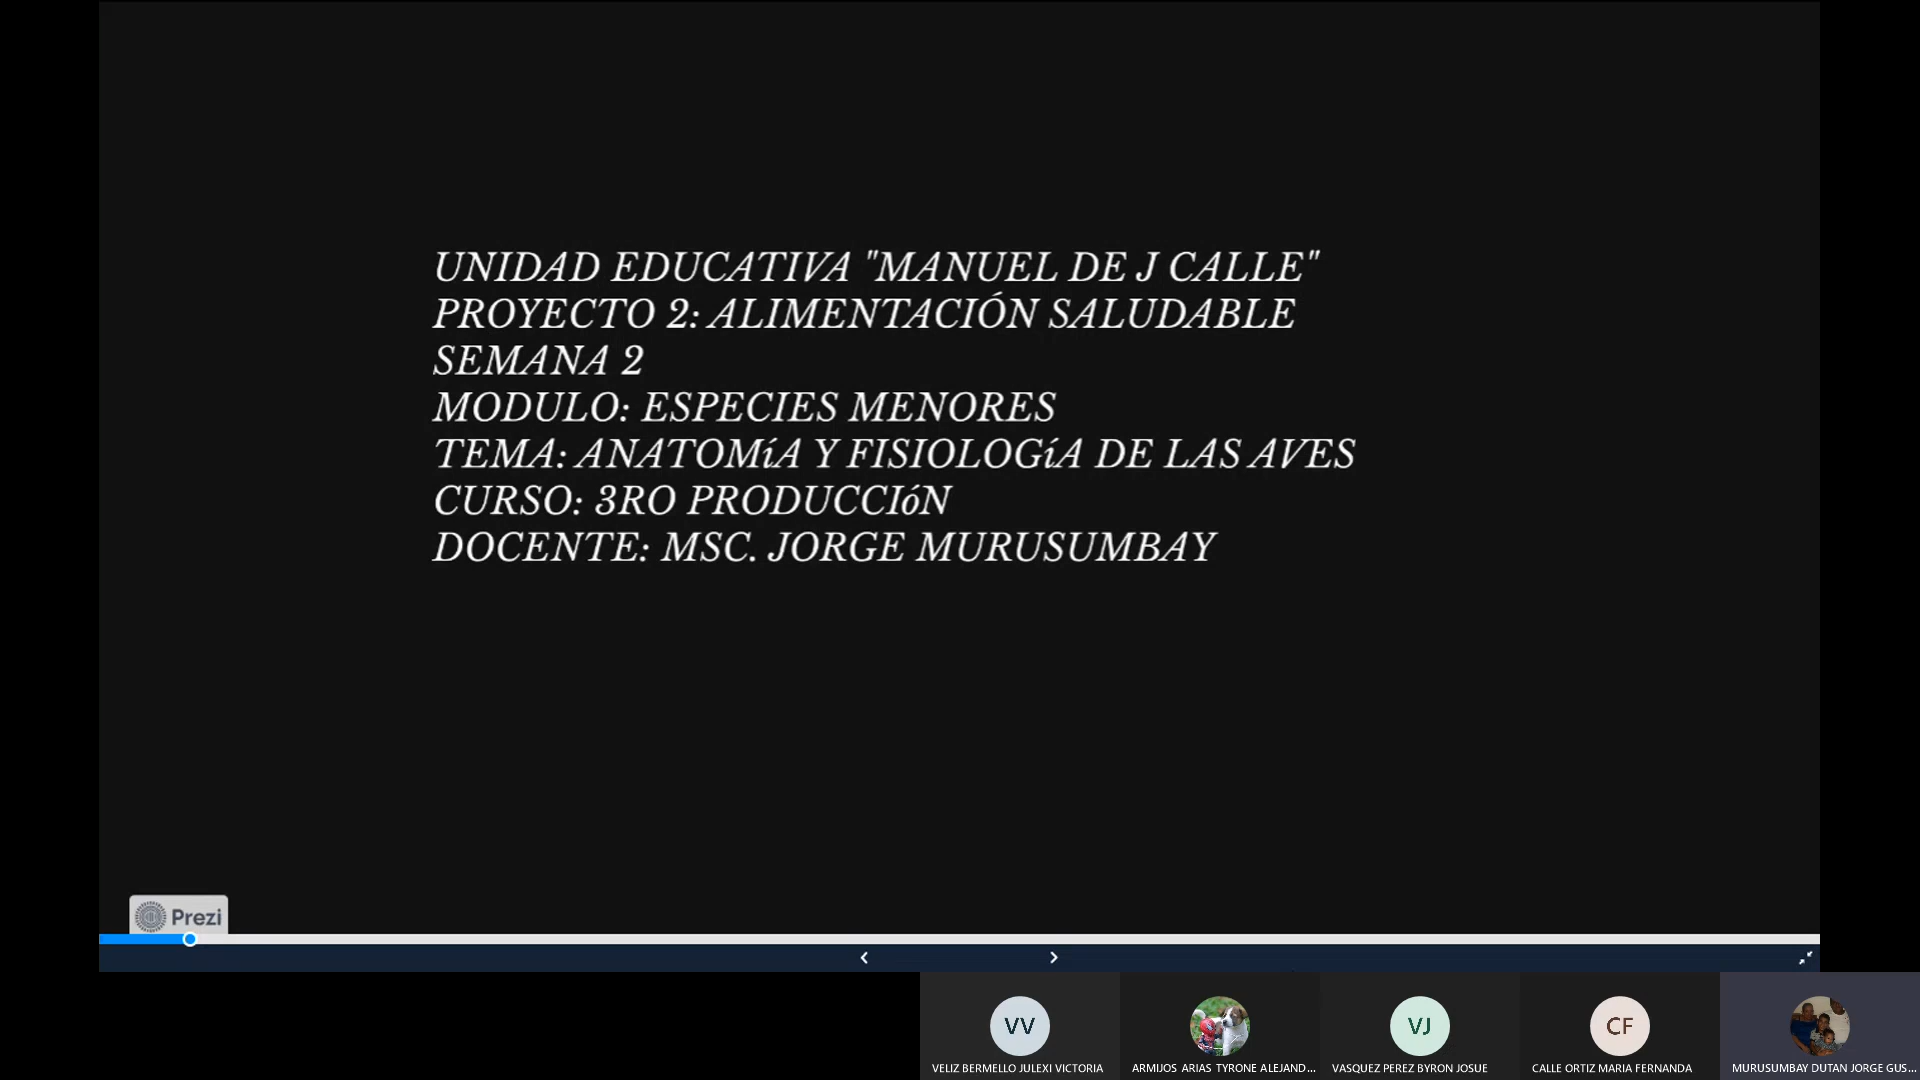 UNIDAD EDUCATIVA "MANUEL DE J CALLE"
PROYECTO 2: ALIMENTACIÓN SALUDABLE
SEMANA 2
MODULO: ESPECIES MENORES
TEMA: ANATOMíA Y FISIOLOGíA DE LAS AVES
CURSO: 3RO PRODUCCIóN
DOCENTE: MSC. JORGE MURUSUMBAY
Prezi
VV
VJ
CF
VELIZ BERMELLO JULEXI VICTORIA
ARMIJOS ARIAS TYRONE ALEJAND...
VASQUEZ PEREZ BYRON JOSUE
CALLE ORTIZ MARIA FERNANDA
MURUSUMBAY DUTAN JORGE GUS...